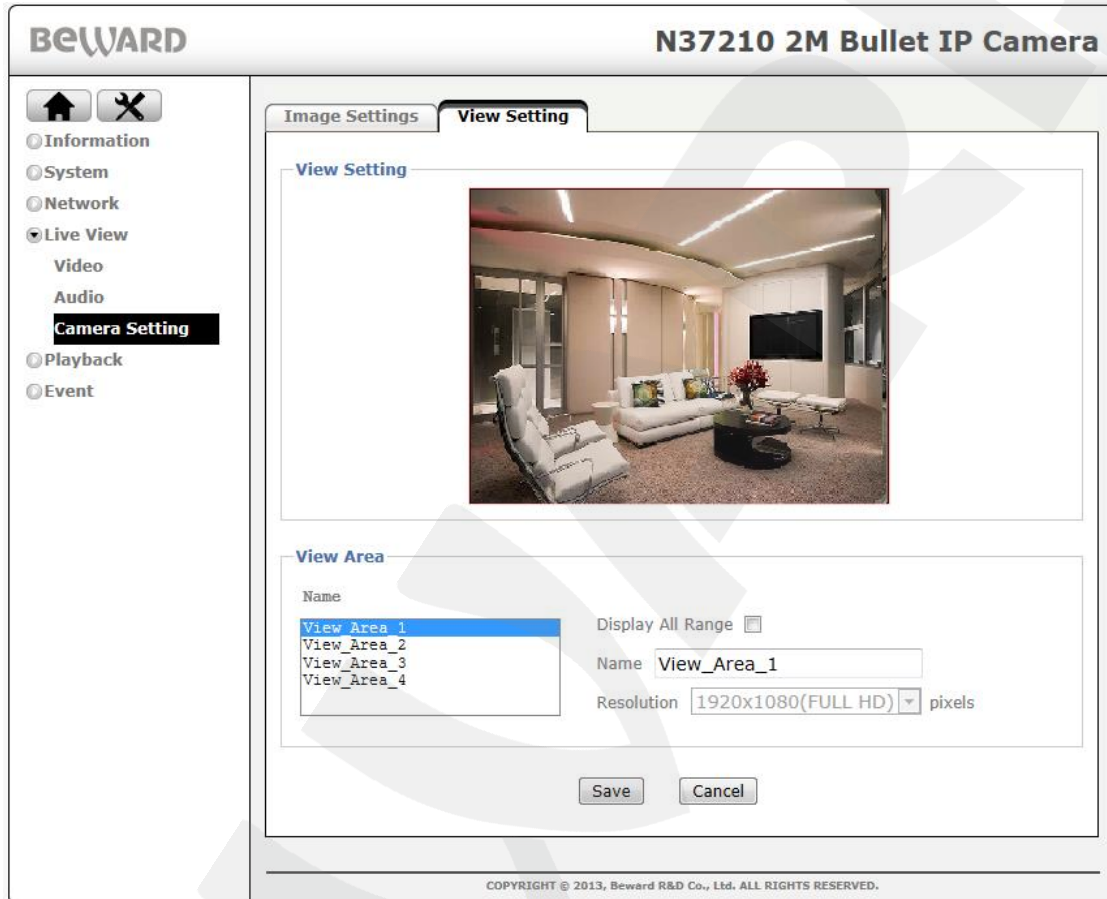 BEWARD
N37210 2M Bullet IP Camera
Information
System
Network
Live View
Video
Audio
Camera Setting
Playback
Event
Image Settings
View Setting
View Setting
View Area
Name
View_Area_1
View_Area_2
View_Area_3
View_Area_4
Display All Range
Name View_Area_1
Resolution 1920x1080(FULL HD) pixels
Save
Cancel
COPYRIGHT © 2013, Beward R&D Co., Ltd. ALL RIGHTS RESERVED.